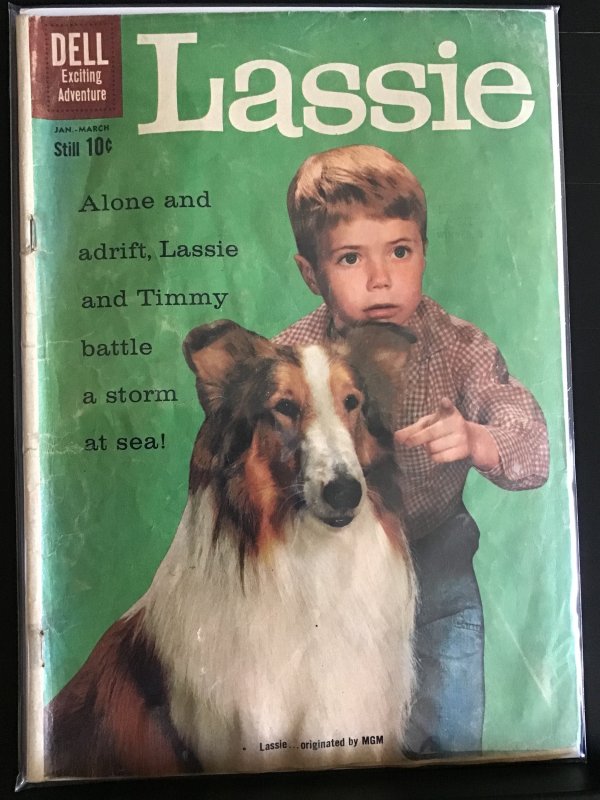 DELL
Exciting
Adventure
JAN.-MARCH
Still 10¢
Lassie
Alone and
adrift, Lassie
and Timmy
battle
a storm
at sea!
Lassie...originated by MGM